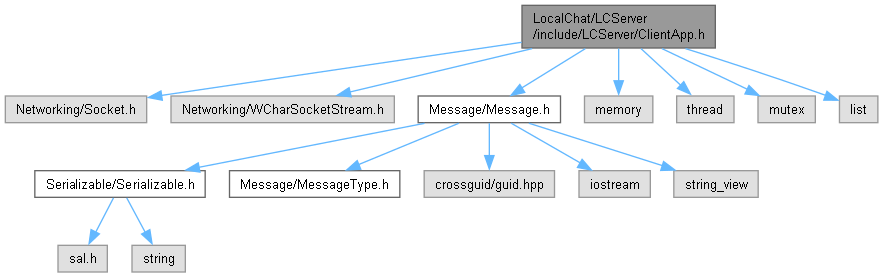 LocalChat/LCServer
/include/LCServer/ClientApp.h
Networking/Socket.h
Networking/WCharSocketStream.h
Message/Message.h
memory
thread
mutex
list
Serializable/Serializable.h
Message/MessageType.h
crossguid/guid.hpp
iostream
string_view
sal.h
string